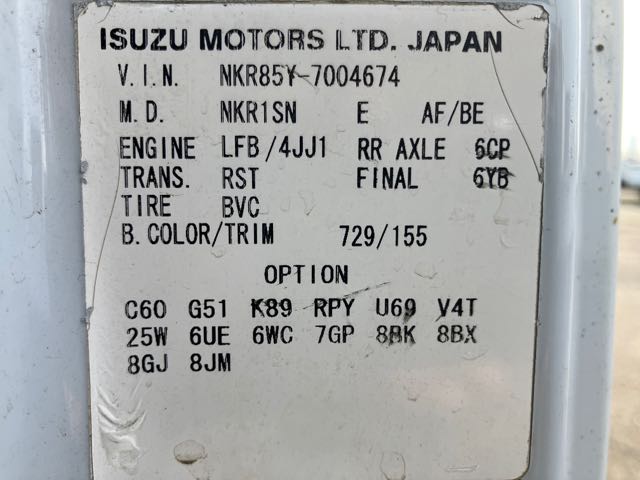 ISUZU MOTORS LTD. JAPAN
V.I.N. NKR85Y-7004674
M.D. NKR1SN E AF/BE
ENGINE LFB/4JJ1 RR AXLE 6CP
TRANS. RST FINAL 6YB
TIRE BVC
B.COLOR/TRIM 729/155
OPTION
C60 G51 K89 RPY U69 V4T
25W 6UE 6WC 7GP 8BK 8BX
8GJ 8JM